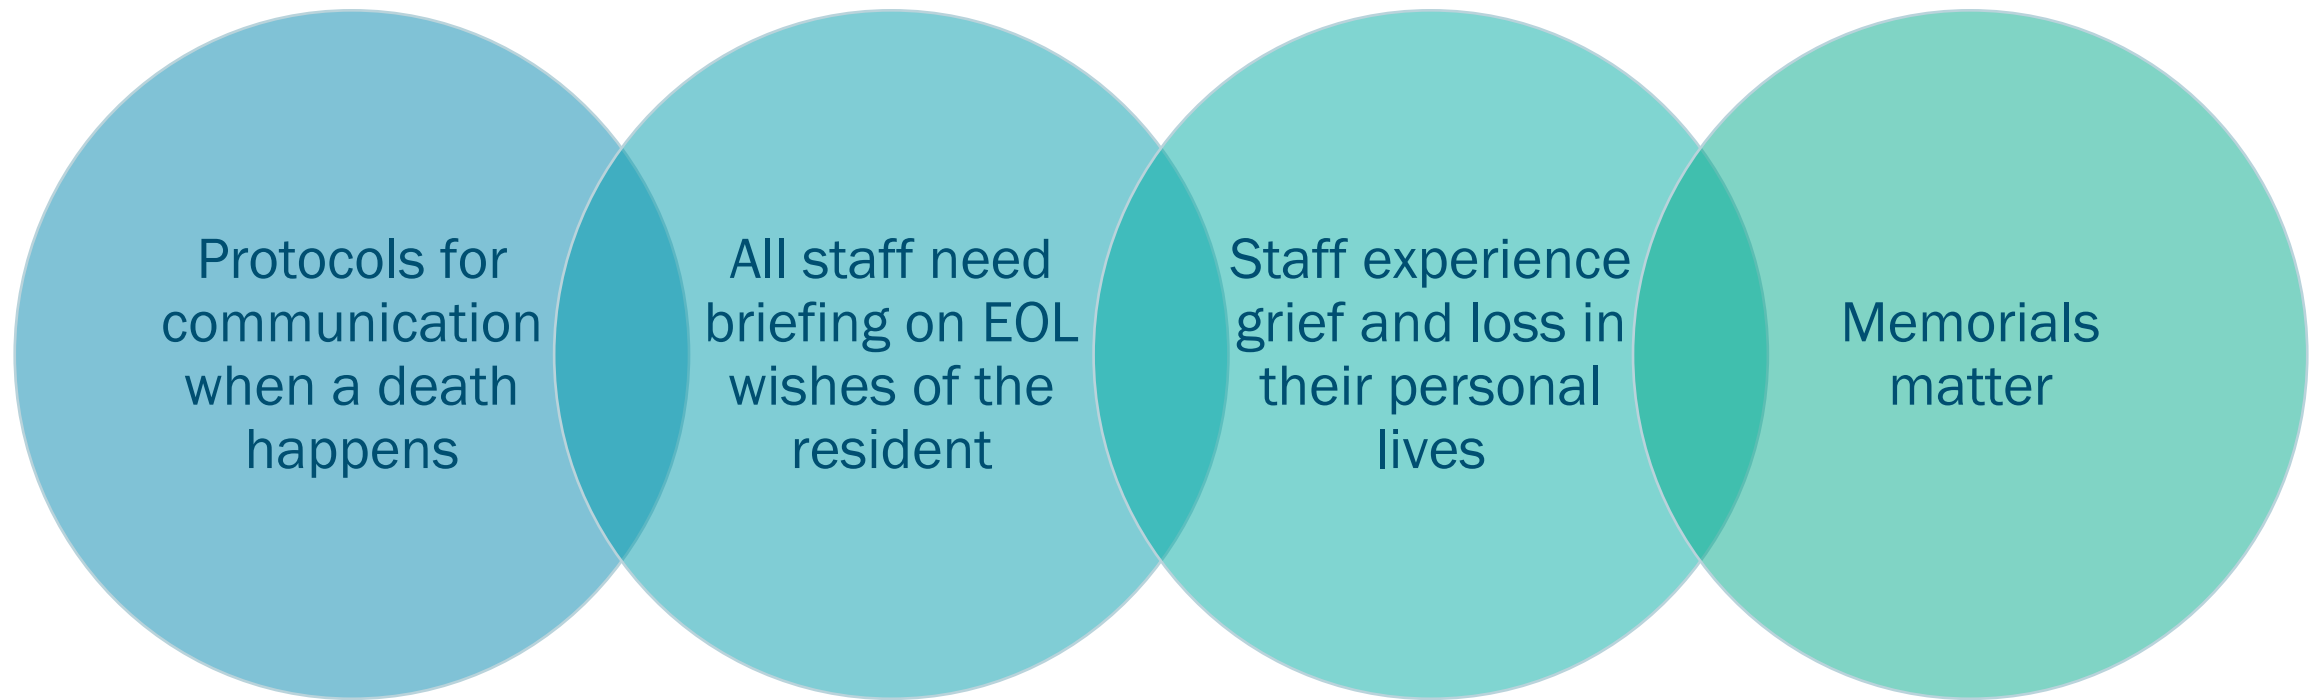 Protocols for
communication
when a death
happens
All staff need
briefing on EOL
wishes of the
resident
Staff experience
grief and loss in
their personal
lives
Memorials
matter